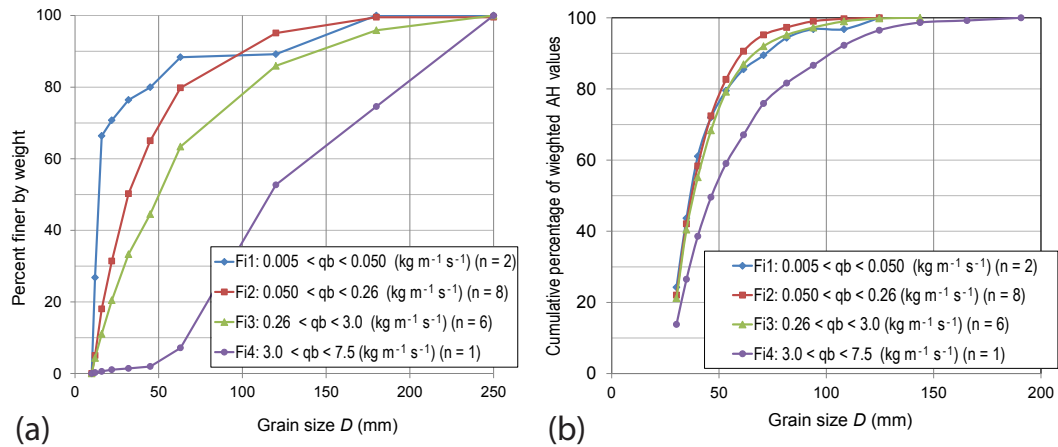 100
80
60
40
20
0
Percent finer by weight
Fi1: 0.005 < qb < 0.050 (kg m⁻¹ s⁻¹) (n = 2)
Fi2: 0.050 < qb < 0.26 (kg m⁻¹ s⁻¹) (n = 8)
Fi3: 0.26 < qb < 3.0 (kg m⁻¹ s⁻¹) (n = 6)
Fi4: 3.0 < qb < 7.5 (kg m⁻¹ s⁻¹) (n = 1)
0 50 100 150 200 250
Grain size D (mm)
(a)
100
80
60
40
20
0
Cumulative percentage of wieghted AH values
Fi1: 0.005 < qb < 0.050 (kg m⁻¹ s⁻¹) (n = 2)
Fi2: 0.050 < qb < 0.26 (kg m⁻¹ s⁻¹) (n = 8)
Fi3: 0.26 < qb < 3.0 (kg m⁻¹ s⁻¹) (n = 6)
Fi4: 3.0 < qb < 7.5 (kg m⁻¹ s⁻¹) (n = 1)
0 50 100 150 200
Grain size D (mm)
(b)